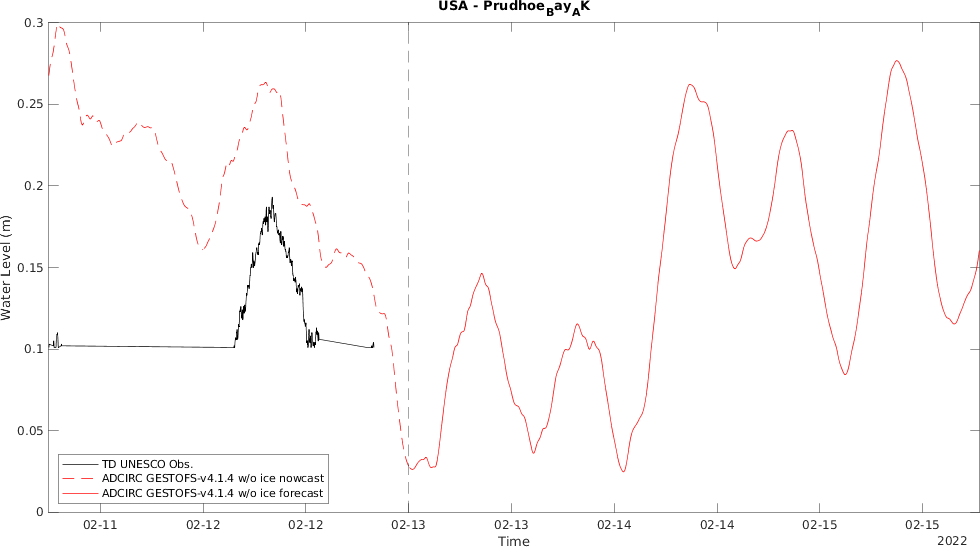 USA - Prudhoe_Bay_AK
0.3
0.25
0.2
0.15
0.1
0.05
0
Water Level (m)
TD UNESCO Obs.
ADCIRC GESTOFS-v4.1.4 w/o ice nowcast
ADCIRC GESTOFS-v4.1.4 w/o ice forecast
02-11 02-12 02-12 02-13 02-13 02-14 02-14 02-15 02-15
Time
2022